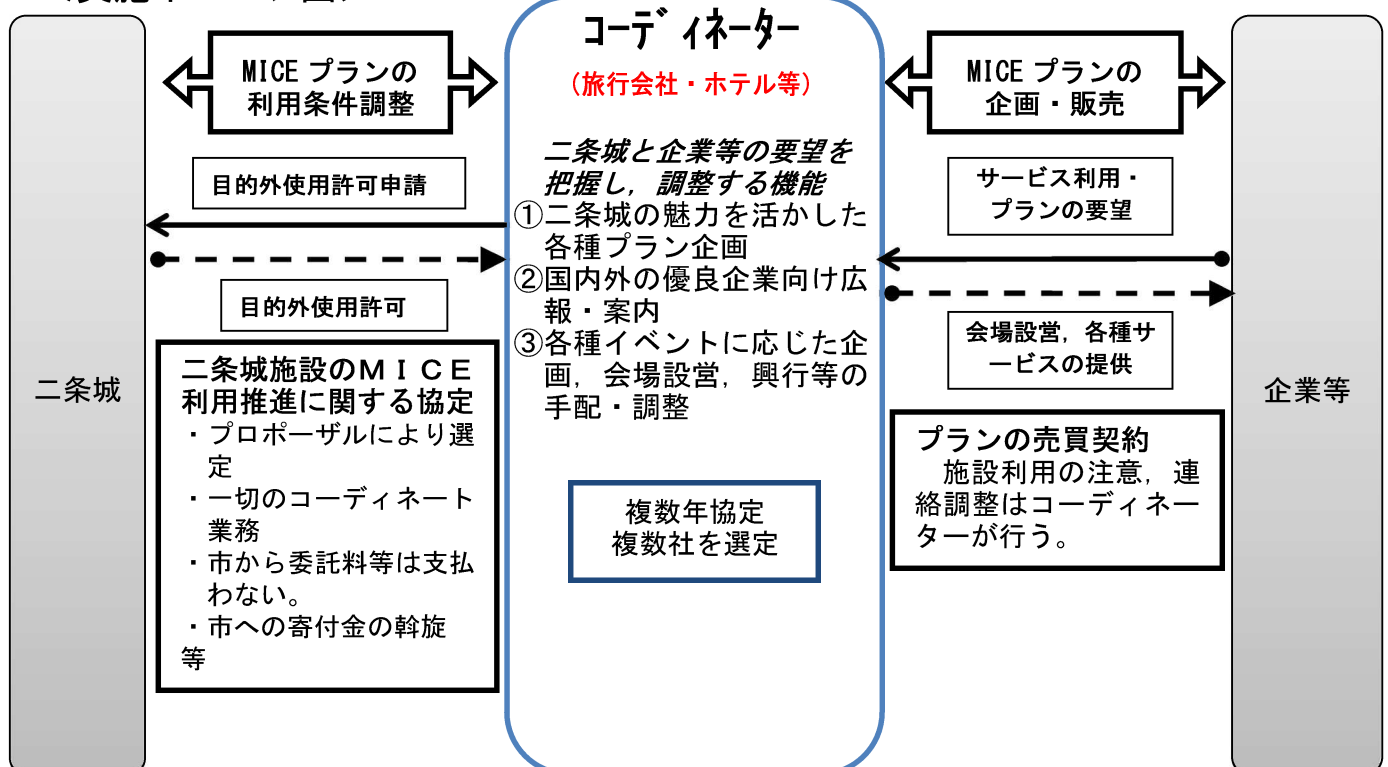 コーディネーター
(旅行会社・ホテル等)
MICE プランの
利用条件調整
MICE プランの
企画・販売
目的外使用許可申請
目的外使用許可
二条城施設のＭＩＣＥ
利用推進に関する協定
・プロポーザルにより選
定
・一切のコーディネート
業務
・市から委託料等は支払
わない。
・市への寄付金の斡旋
等
二条城
二条城と企業等の要望を
把握し，調整する機能
①二条城の魅力を活かした
各種プラン企画
②国内外の優良企業向け広
報・案内
③各種イベントに応じた企
画，会場設営，興行等の
手配・調整
複数年協定
複数社を選定
サービス利用・
プランの要望
会場設営，各種サ
ービスの提供
プランの売買契約
施設利用の注意，連
絡調整はコーディネー
ターが行う。
企業等